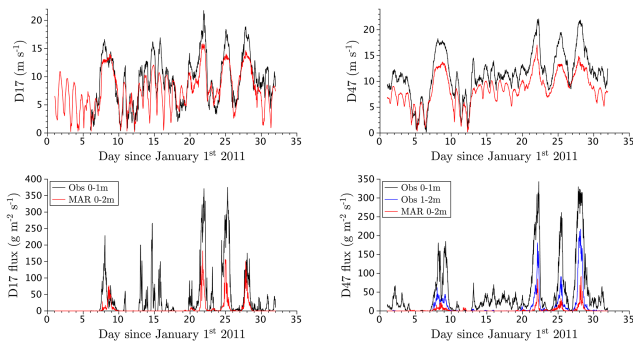 D17 (m s⁻¹)
20
15
10
5
0
0 5 10 15 20 25 30 35
Day since January 1st 2011
D47 (m s⁻¹)
20
15
10
5
0
0 5 10 15 20 25 30 35
Day since January 1st 2011
D17 flux (g m⁻² s⁻¹)
400
350
300
250
200
150
100
50
0
Obs 0-1m
MAR 0-2m
0 5 10 15 20 25 30 35
Day since January 1st 2011
D47 flux (g m⁻² s⁻¹)
350
300
250
200
150
100
50
0
Obs 0-1m
Obs 1-2m
MAR 0-2m
0 5 10 15 20 25 30 35
Day since January 1st 2011